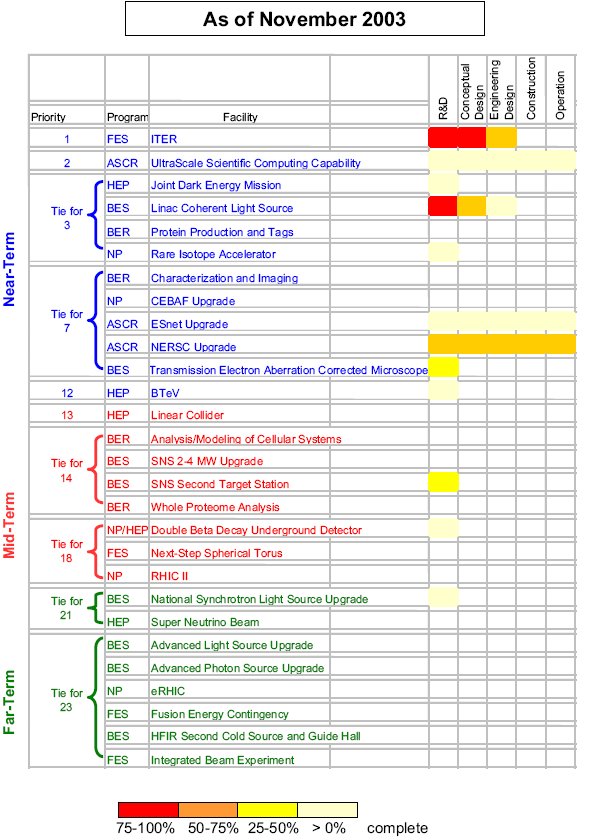 As of November 2003
Priority Program Facility R&D Conceptual Design Engineering Design Construction Operation
Near-Term
1 FES ITER
2 ASCR UltraScale Scientific Computing Capability
Tie for 3
HEP Joint Dark Energy Mission
BES Linac Coherent Light Source
BER Protein Production and Tags
NP Rare Isotope Accelerator
Tie for 7
BER Characterization and Imaging
NP CEBAF Upgrade
ASCR ESnet Upgrade
ASCR NERSC Upgrade
BES Transmission Electron Aberration Corrected Microscope
12 HEP BTeV
Mid-Term
13 HEP Linear Collider
Tie for 14
BER Analysis/Modeling of Cellular Systems
BES SNS 2-4 MW Upgrade
BES SNS Second Target Station
BER Whole Proteome Analysis
Tie for 18
NP/HEP Double Beta Decay Underground Detector
FES Next-Step Spherical Torus
NP RHIC II
Far-Term
Tie for 21
BES National Synchrotron Light Source Upgrade
HEP Super Neutrino Beam
Tie for 23
BES Advanced Light Source Upgrade
BES Advanced Photon Source Upgrade
NP eRHIC
FES Fusion Energy Contingency
BES HFIR Second Cold Source and Guide Hall
FES Integrated Beam Experiment
75-100% 50-75% 25-50% > 0% complete